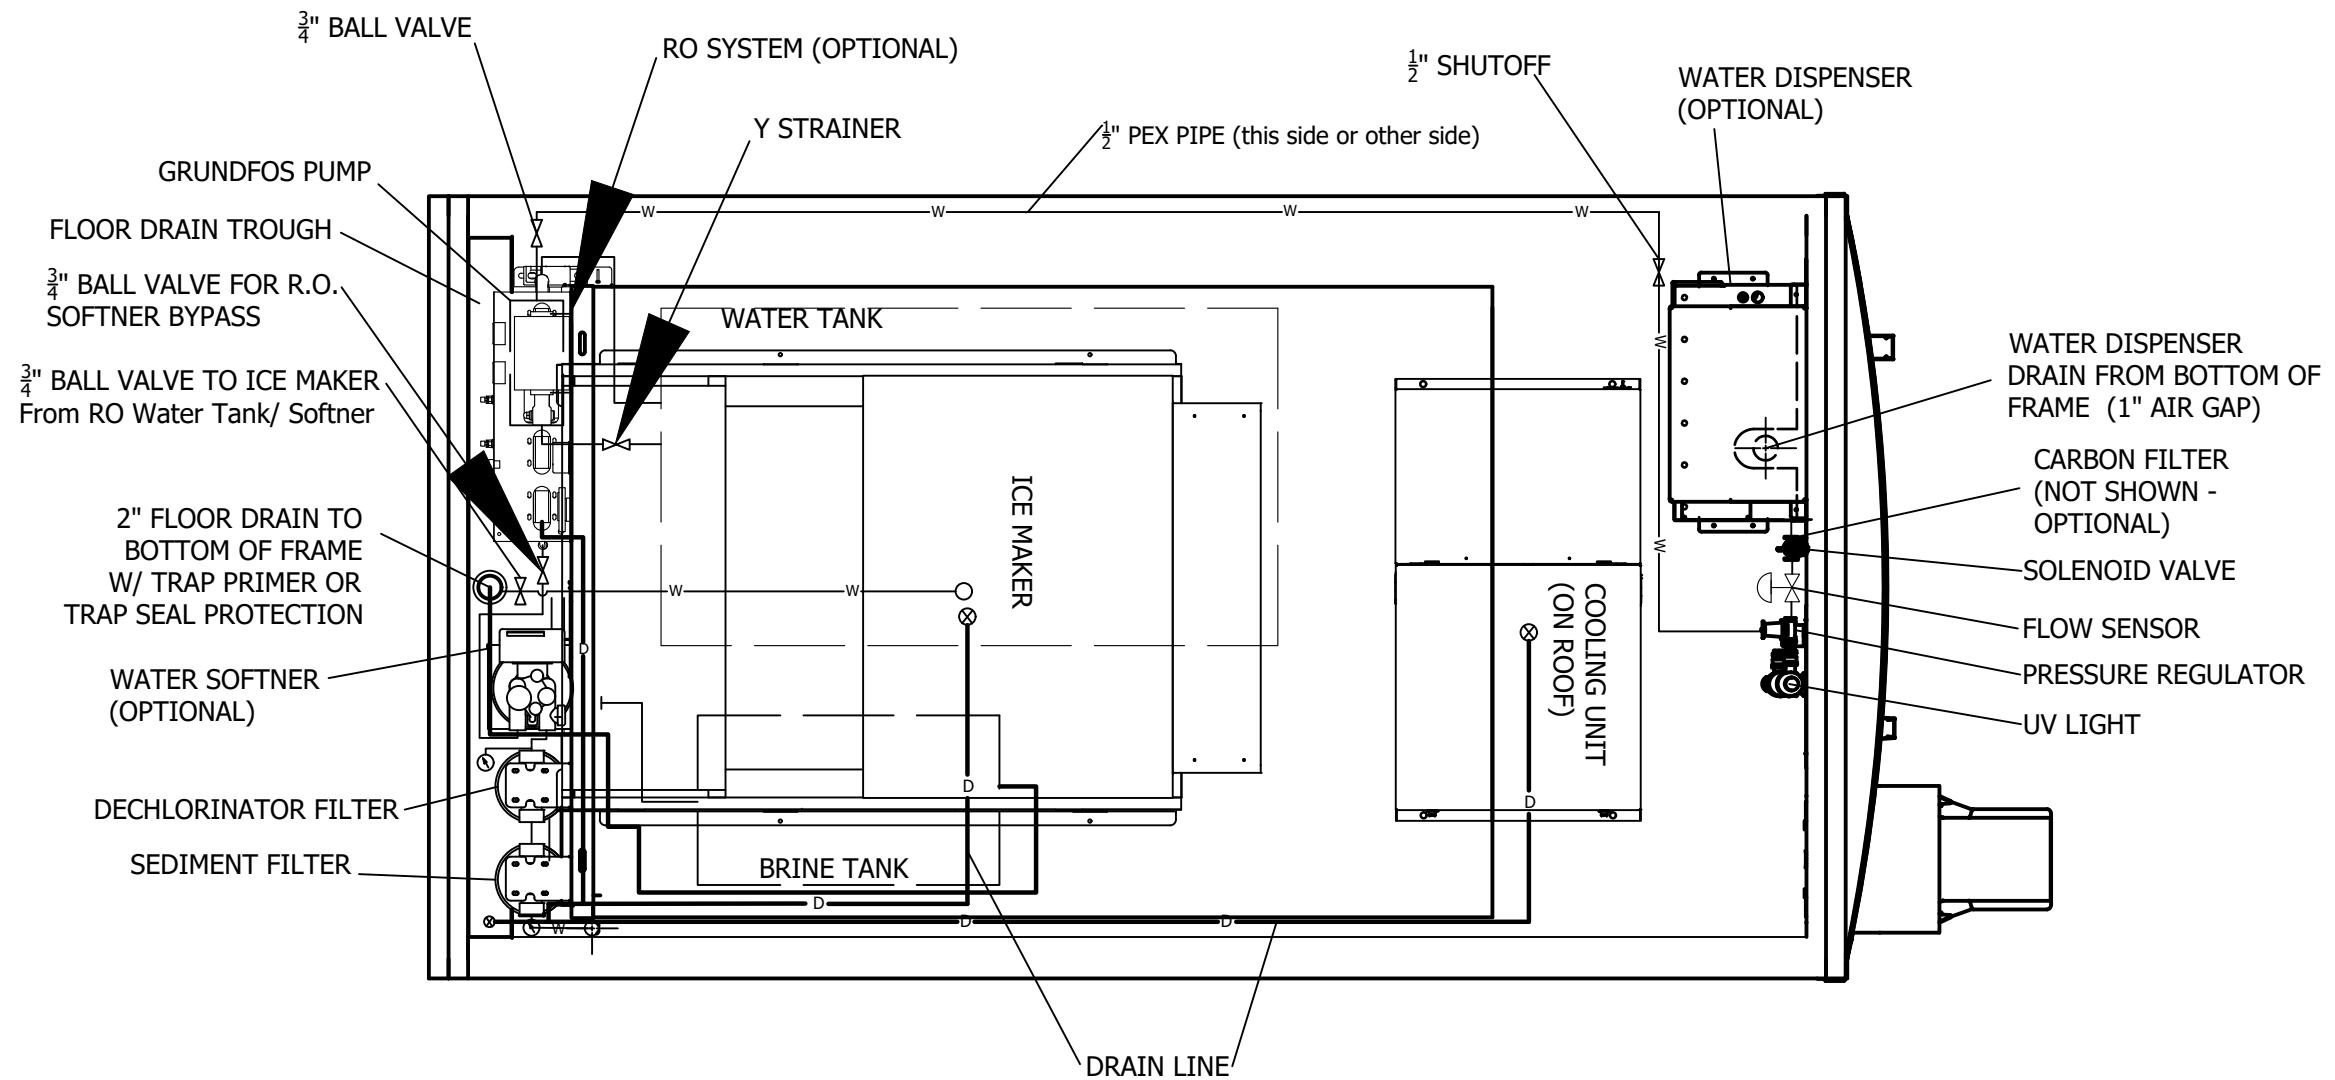 3/4" BALL VALVE
RO SYSTEM (OPTIONAL)
Y STRAINER
1/2" SHUTOFF
1/2" PEX PIPE (this side or other side)
WATER DISPENSER
(OPTIONAL)
GRUNDFOS PUMP
FLOOR DRAIN TROUGH
3/4" BALL VALVE FOR R.O.
SOFTNER BYPASS
3/4" BALL VALVE TO ICE MAKER
From RO Water Tank/ Softner
2" FLOOR DRAIN TO
BOTTOM OF FRAME
W/ TRAP PRIMER OR
TRAP SEAL PROTECTION
WATER SOFTNER
(OPTIONAL)
DECHLORINATOR FILTER
SEDIMENT FILTER
W
W
W
W
WATER TANK
ICE MAKER
W
W
W
W
D
D
D
D
D
D
W
BRINE TANK
COOLING UNIT
(ON ROOF)
WATER DISPENSER
DRAIN FROM BOTTOM OF
FRAME (1" AIR GAP)
CARBON FILTER
(NOT SHOWN -
OPTIONAL)
SOLENOID VALVE
FLOW SENSOR
PRESSURE REGULATOR
UV LIGHT
DRAIN LINE